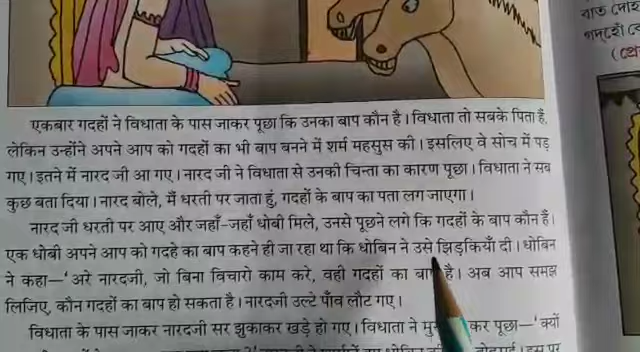 एकबार गदहों ने विधाता के पास जाकर पूछा कि उनका बाप कौन है। विधाता तो सबके पिता है,
लेकिन उन्होंने अपने आप को गदहों का भी बाप बनने में शर्म महसुस की। इसलिए वे सोच में पड़
गए। इतने में नारद जी आ गए। नारद जी ने विधाता से उनकी चिन्ता का कारण पूछा। विधाता ने सब
कुछ बता दिया। नारद बोले, मैं धरती पर जाता हुं, गदहों के बाप का पता लग जाएगा।
नारद जी धरती पर आए और जहाँ-जहाँ धोबी मिले, उनसे पूछने लगे कि गदहों के बाप कौन है।
एक धोबी अपने आप को गदहे का बाप कहने ही जा रहा था कि धोबिन ने उसे झिड़कियाँ दी। धोबिन
ने कहा—'अरे नारदजी, जो बिना विचारो काम करे, वही गदहों का बाप है। अब आप समझ
लिजिए, कौन गदहों का बाप हो सकता है। नारदजी उल्टे पाँव लौट गए।
विधाता के पास जाकर नारदजी सर झुकाकर खड़े हो गए। विधाता ने कर पूछा—'क्यों